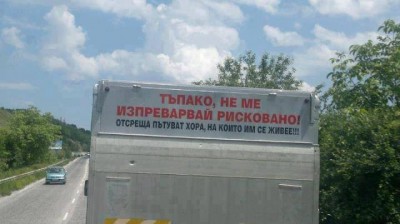 ТЪПАКО, НЕ МЕ
ИЗПРЕВАРВАЙ РИСКОВАНО!
ОТСРЕЩА ПЪТУВАТ ХОРА, НА КОИТО ИМ СЕ ЖИВЕЕ!!!